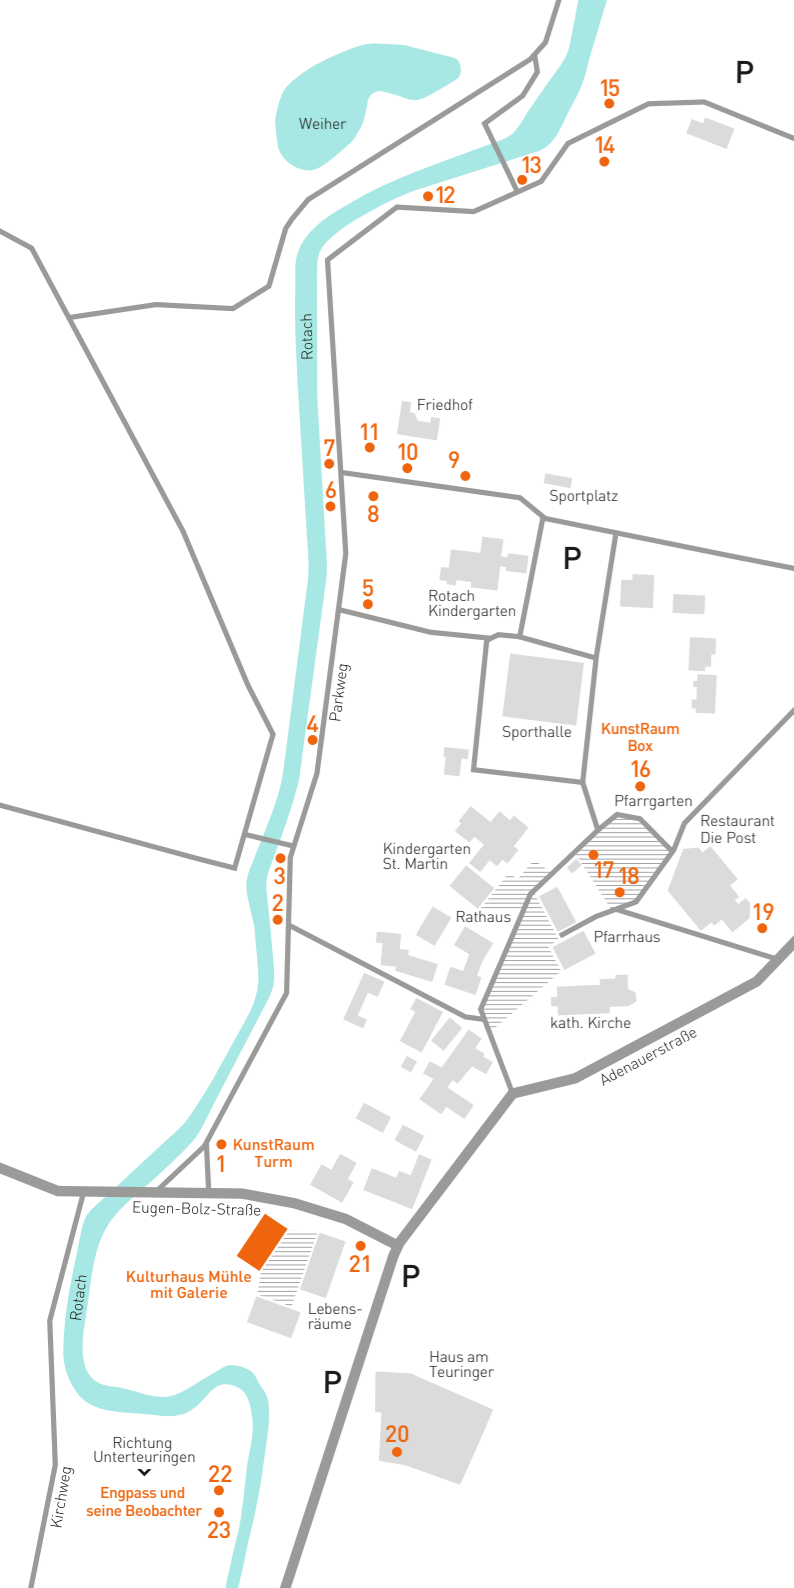 P
15
Weiher
14
13
12
Rotach
Friedhof
11
7
10
9
6
8
Sportplatz
P
5
Rotach
Kindergarten
Parkweg
4
Sporthalle
KunstRaum
Box
16
Pfarrgarten
Restaurant
Die Post
Kindergarten
St. Martin
3
17
18
2
Rathaus
19
Pfarrhaus
kath. Kirche
Adenauerstraße
KunstRaum
Turm
1
Eugen-Bolz-Straße
21
Kulturhaus Mühle
mit Galerie
P
Rotach
Lebens-
räume
Haus am
Teuringer
P
20
Richtung
Unterteuringen
22
Engpass und
seine Beobachter
23
Kirchweg